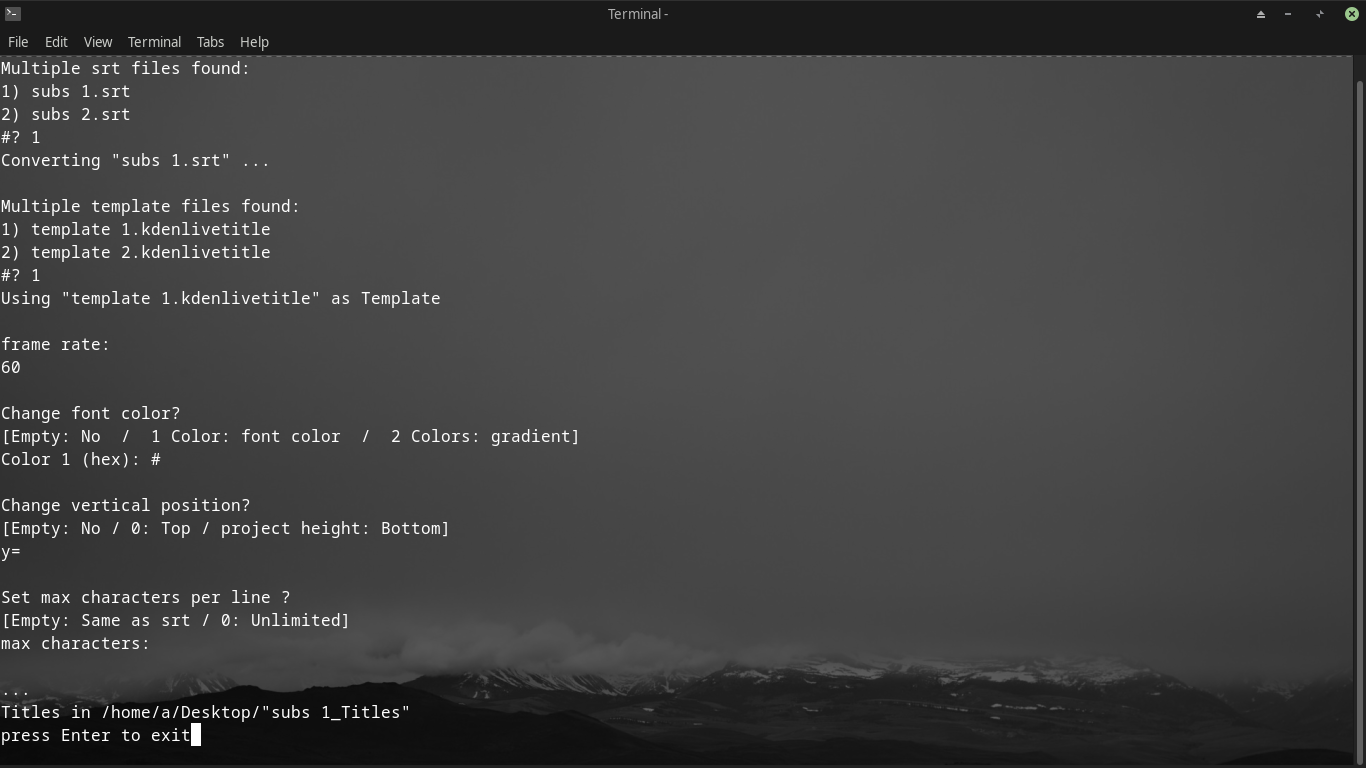 Terminal -
File Edit View Terminal Tabs Help
Multiple srt files found:
1) subs 1.srt
2) subs 2.srt
#? 1
Converting "subs 1.srt" ...
Multiple template files found:
1) template 1.kdenlivetitle
2) template 2.kdenlivetitle
#? 1
Using "template 1.kdenlivetitle" as Template
frame rate:
60
Change font color?
[Empty: No  /  1 Color: font color  /  2 Colors: gradient]
Color 1 (hex): #
Change vertical position?
[Empty: No / 0: Top / project height: Bottom]
y=
Set max characters per line ?
[Empty: Same as srt / 0: Unlimited]
max characters:
...
Titles in /home/a/Desktop/"subs 1_Titles"
press Enter to exit